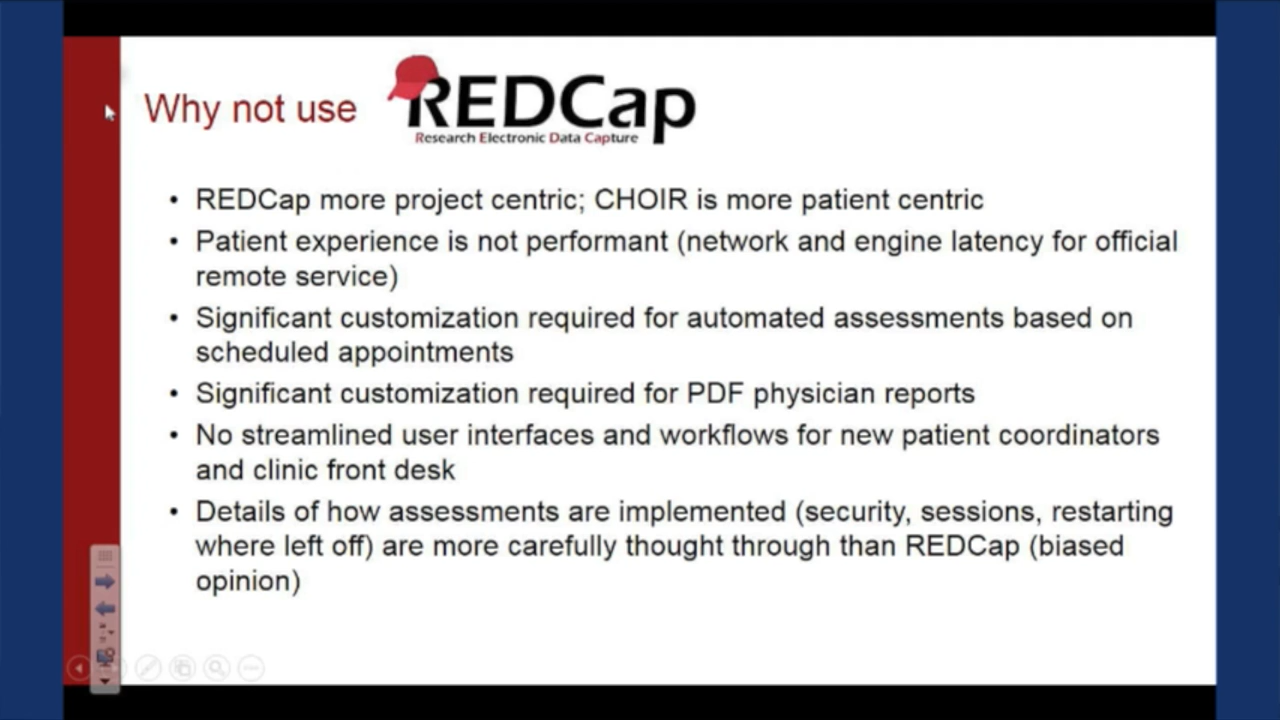 Why not use REDCap
Research Electronic Data Capture
• REDCap more project centric; CHOIR is more patient centric
• Patient experience is not performant (network and engine latency for official
remote service)
• Significant customization required for automated assessments based on
scheduled appointments
• Significant customization required for PDF physician reports
• No streamlined user interfaces and workflows for new patient coordinators
and clinic front desk
• Details of how assessments are implemented (security, sessions, restarting
where left off) are more carefully thought through than REDCap (biased
opinion)